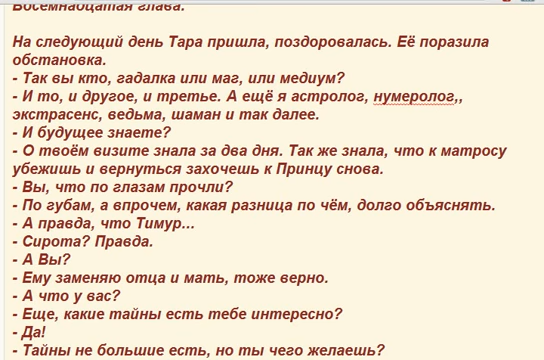 Восемнадцатая глава.
На следующий день Тара пришла, поздоровалась. Её поразила
обстановка.
- Так вы кто, гадалка или маг, или медиум?
- И то, и другое, и третье. А ещё я астролог, нумеролог,,
экстрасенс, ведьма, шаман и так далее.
- И будущее знаете?
- О твоём визите знала за два дня. Так же знала, что к матросу
убежишь и вернуться захочешь к Принцу снова.
- Вы, что по глазам прочли?
- По губам, а впрочем, какая разница по чём, долго объяснять.
- А правда, что Тимур...
- Сирота? Правда.
- А Вы?
- Ему заменяю отца и мать, тоже верно.
- А что у вас?
- Еще, какие тайны есть тебе интересно?
- Да!
- Тайны не большие есть, но ты чего желаешь?